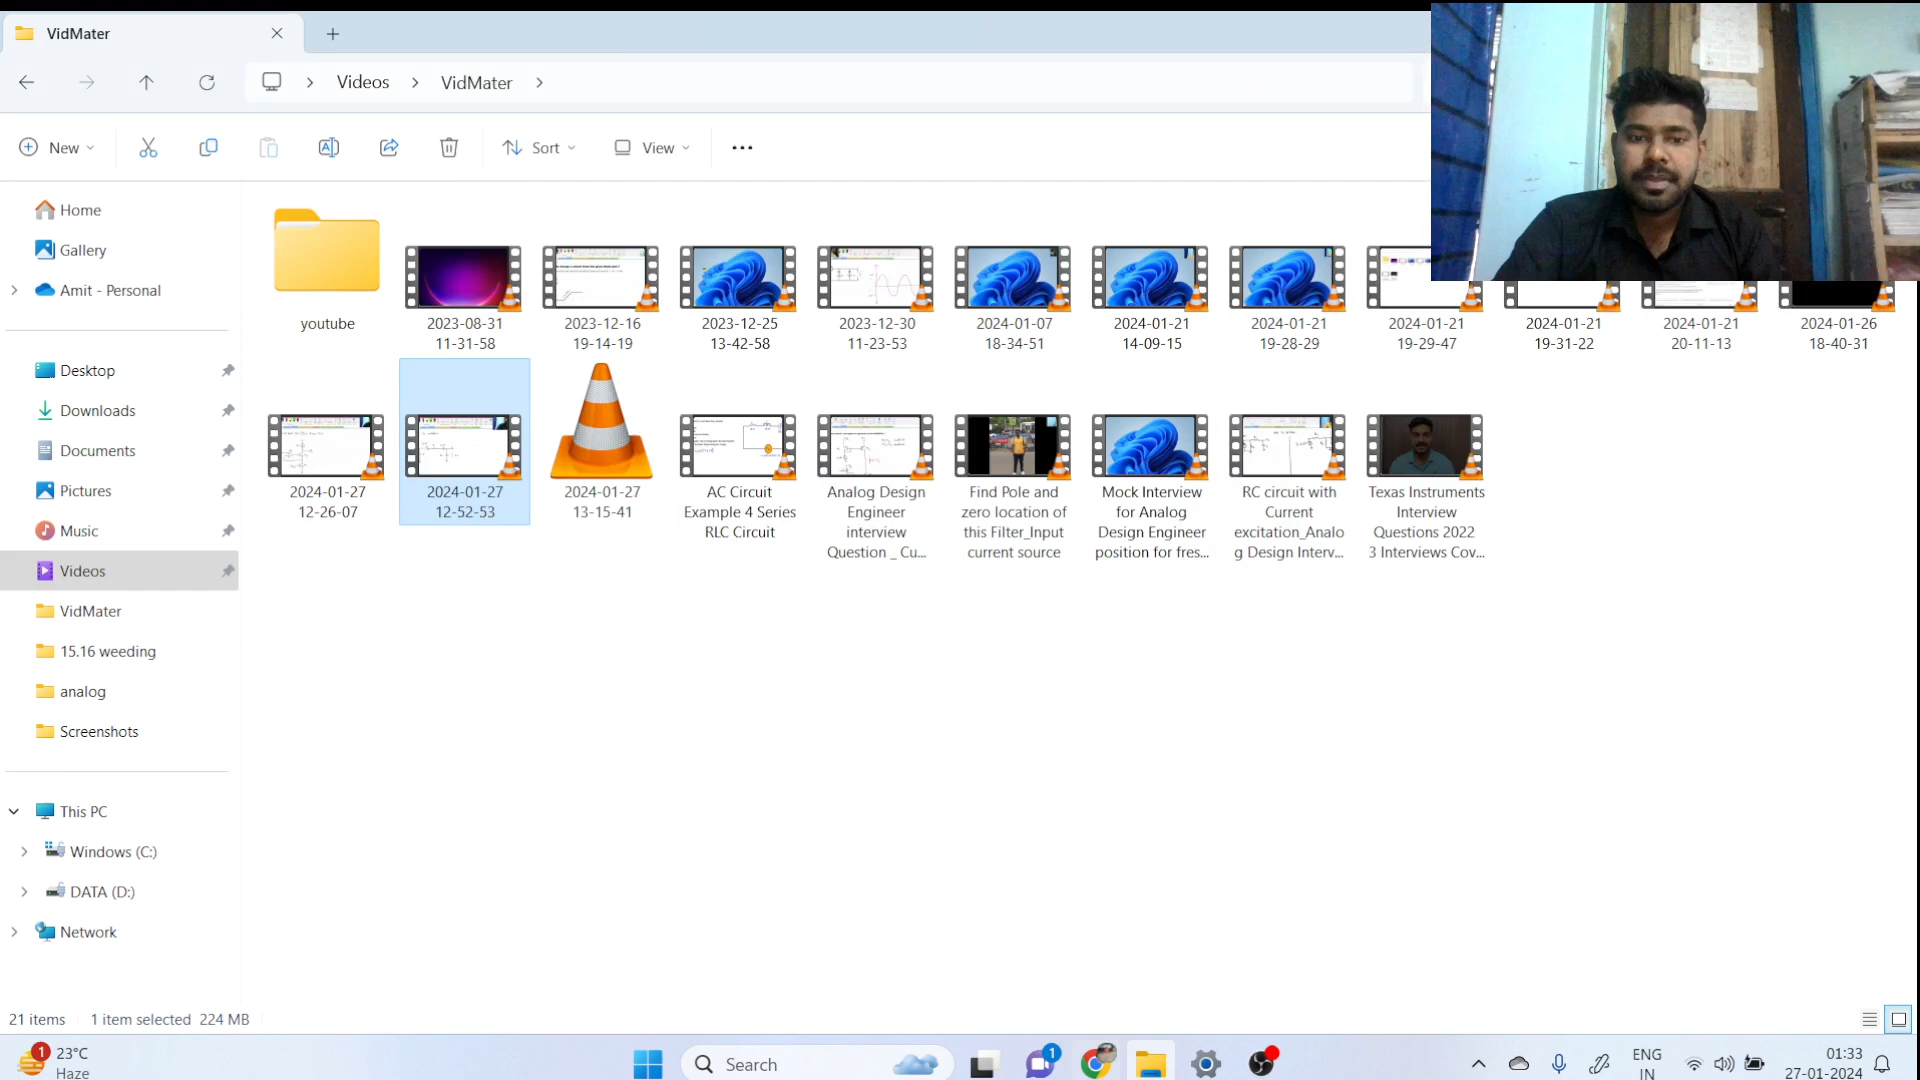 VidMater
Videos
VidMater
New
Sort
View
Home
Gallery
Amit - Personal
Desktop
Downloads
Documents
Pictures
Music
Videos
VidMater
15.16 weeding
analog
Screenshots
This PC
Windows (C:)
DATA (D:)
Network
youtube
2023-08-31
11-31-58
2023-12-16
19-14-19
2023-12-25
13-42-58
2023-12-30
11-23-53
2024-01-07
18-34-51
2024-01-21
14-09-15
2024-01-21
19-28-29
2024-01-21
19-29-47
2024-01-21
19-31-22
2024-01-21
20-11-13
2024-01-26
18-40-31
2024-01-27
12-26-07
2024-01-27
12-52-53
2024-01-27
13-15-41
AC Circuit
Example 4 Series
RLC Circuit
Analog Design
Engineer
interview
Question _ Cu...
Find Pole and
zero location of
this Filter_Input
current source
Mock Interview
for Analog
Design Engineer
position for fres...
RC circuit with
Current
excitation_Analo
g Design Interv...
Texas Instruments
Interview
Questions 2022
3 Interviews Cov...
21 items
1 item selected 224 MB
1
23°C
Haze
Search
1
ENG
IN
01:33
27-01-2024